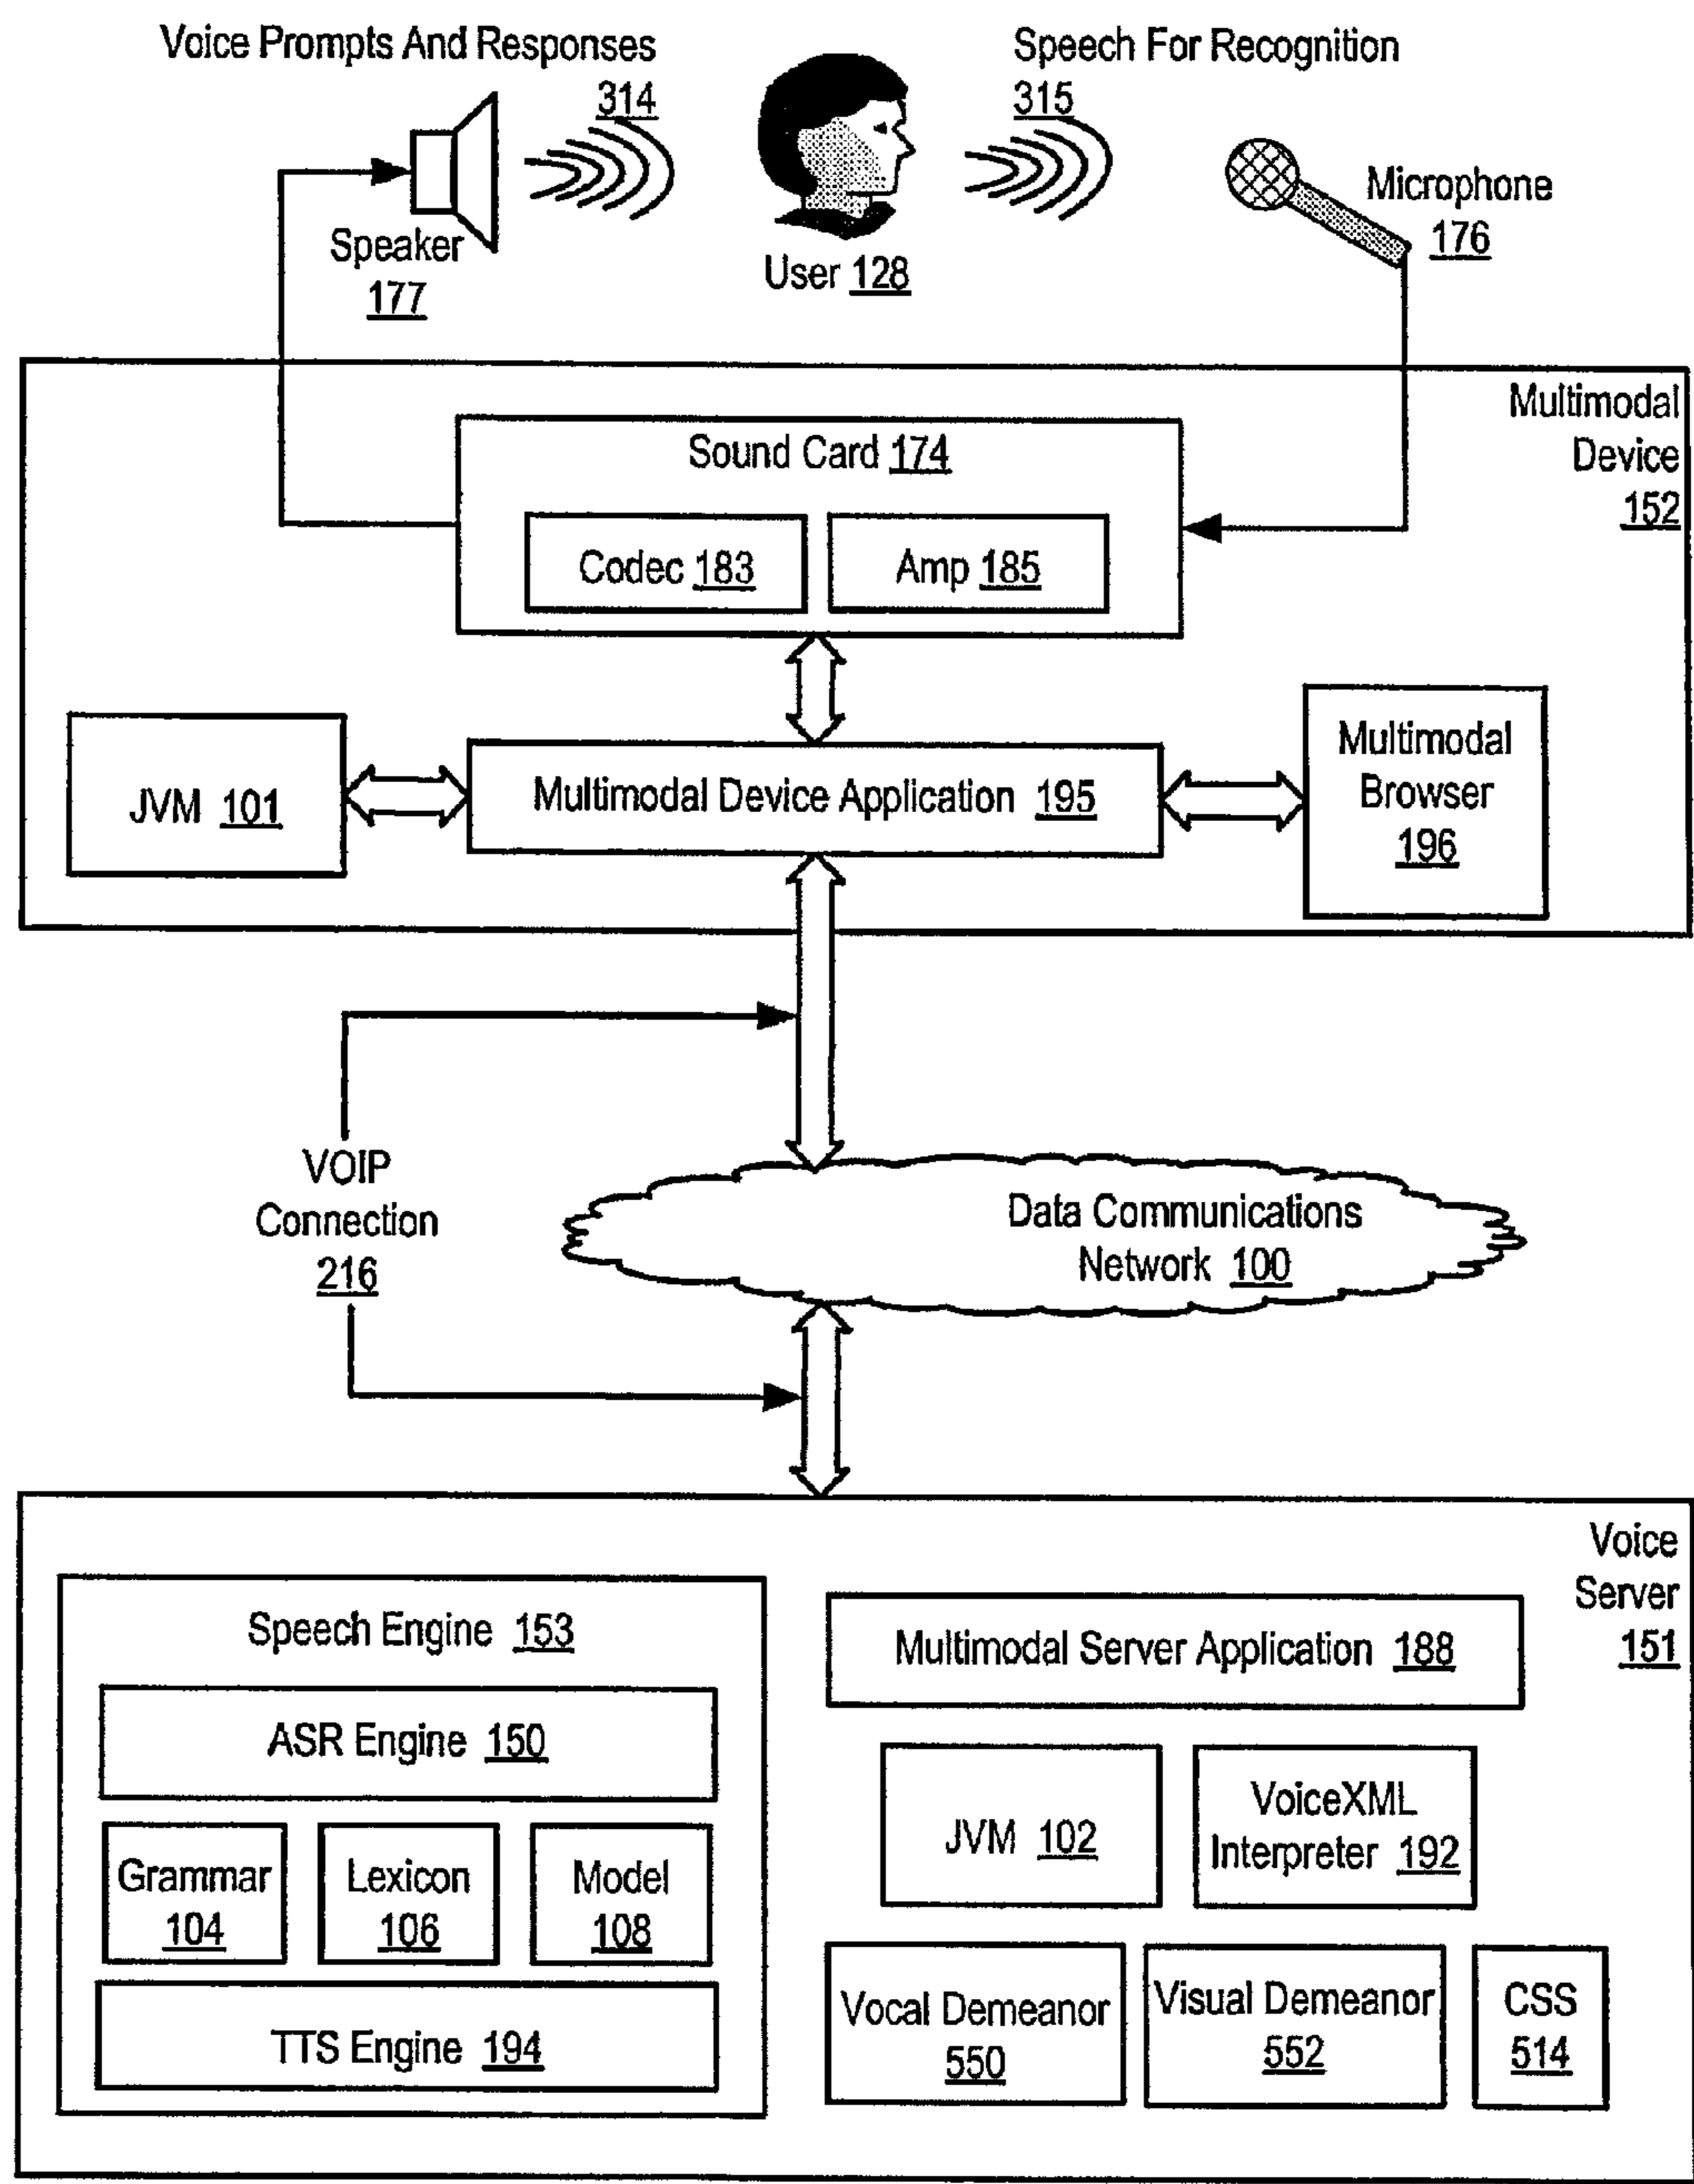 Voice Prompts And Responses
314
Speech For Recognition
315
Speaker
177
User 128
Microphone
176
Multimodal
Device
152
Sound Card 174
Codec 183
Amp 185
JVM 101
Multimodal Device Application 195
Multimodal
Browser
196
VOIP
Connection
216
Data Communications
Network 100
Voice
Server
151
Speech Engine 153
ASR Engine 150
Grammar
104
Lexicon
106
Model
108
TTS Engine 194
Multimodal Server Application 188
JVM 102
VoiceXML
Interpreter 192
Vocal Demeanor
550
Visual Demeanor
552
CSS
514